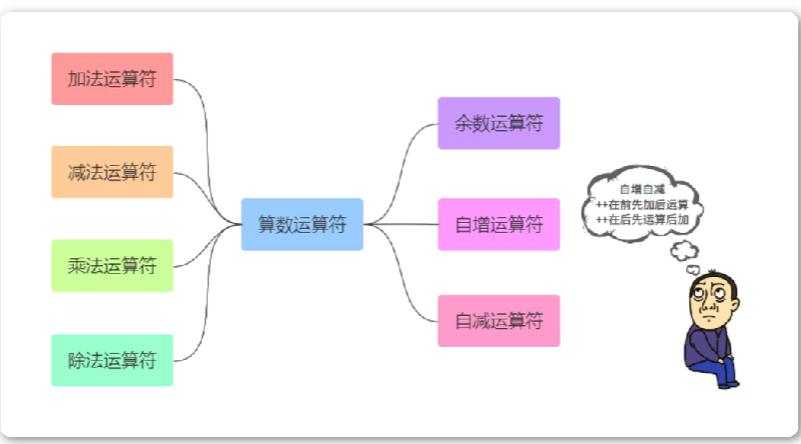 加法运算符
减法运算符
乘法运算符
除法运算符
算数运算符
余数运算符
自增运算符
自减运算符
自增自减
++在前先加后运算
++在后先运算后加